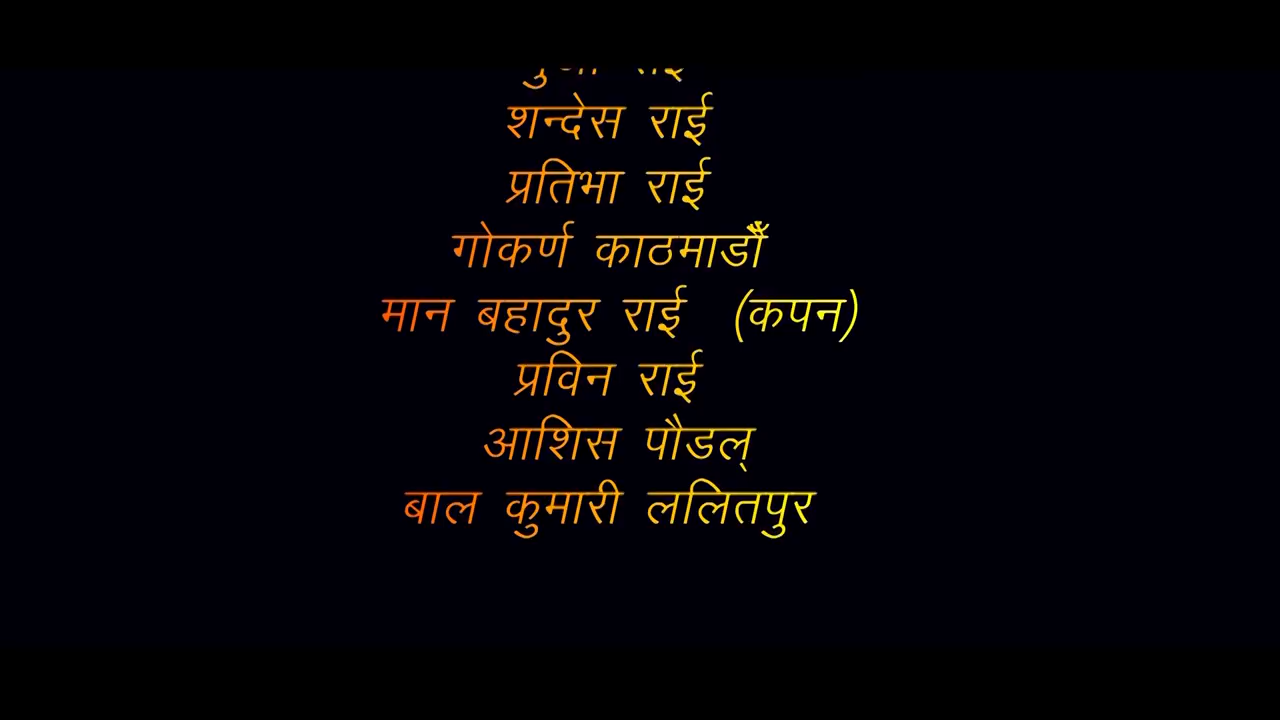 शन्देस राई
प्रतिभा राई
गोकर्ण काठमाडौँ
मान बहादुर राई (कपन)
प्रविन राई
आशिस पौडल्
बाल कुमारी ललितपुर